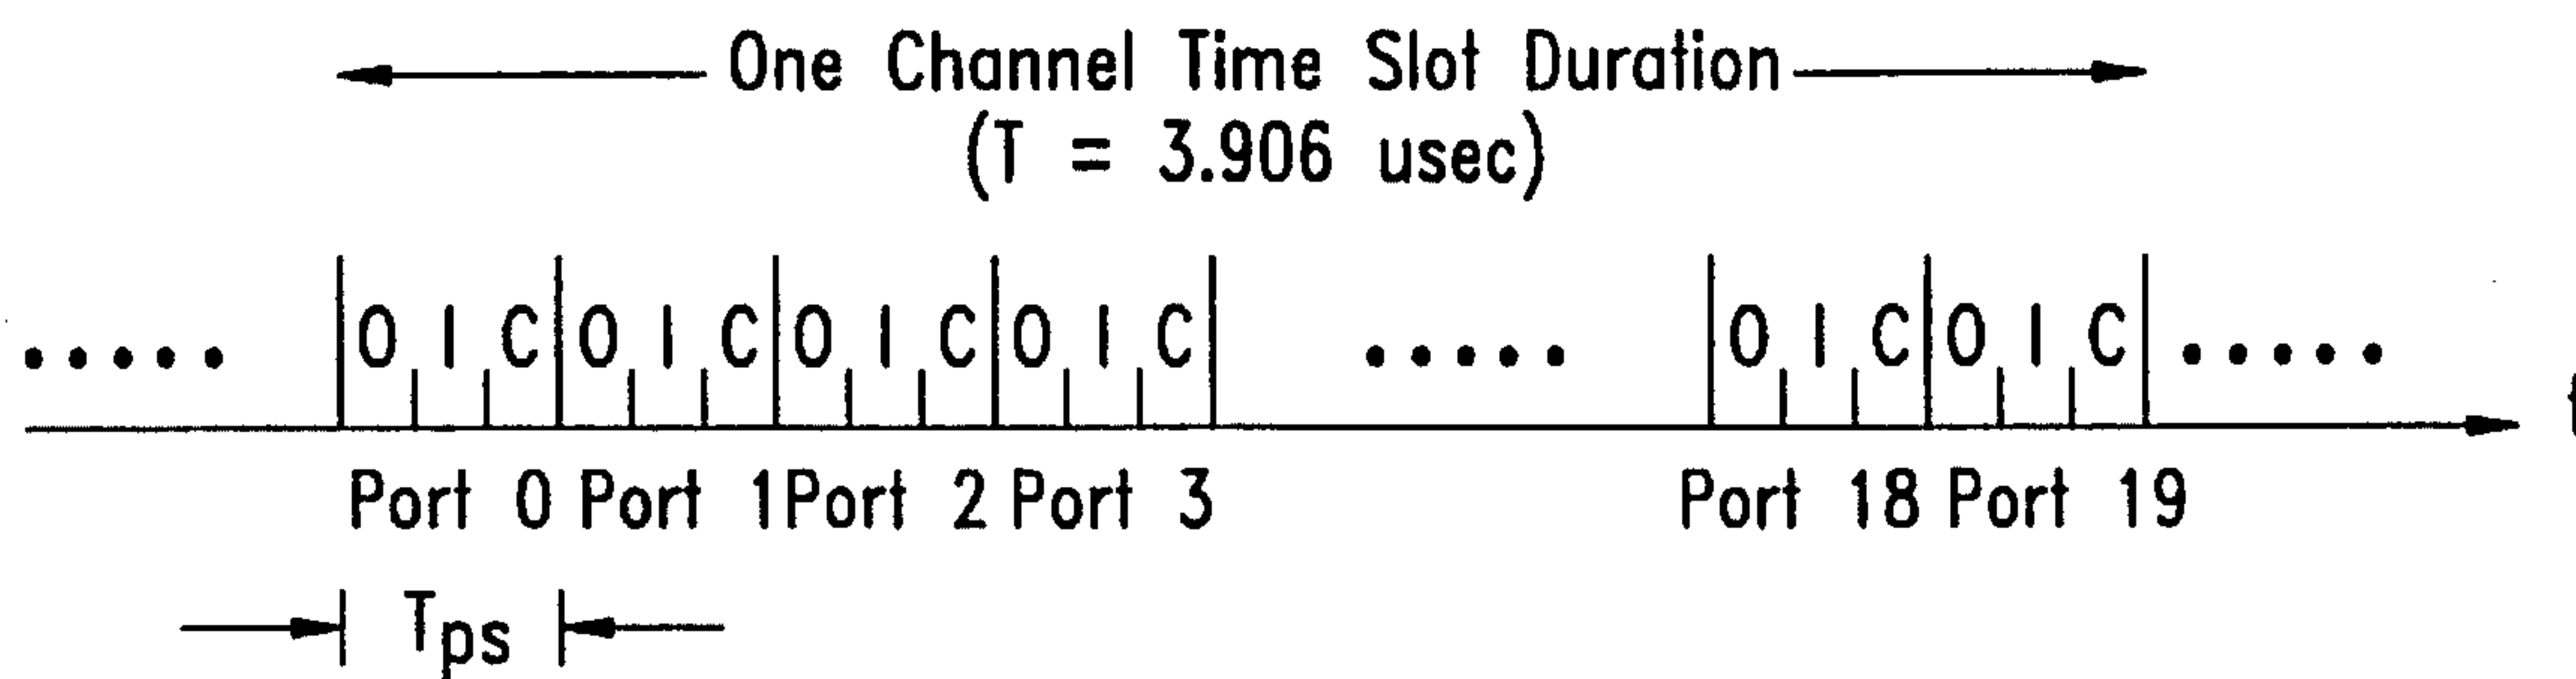 One Channel Time Slot Duration
(T = 3.906 usec)
O I C O I C O I C O I C ..... O I C O I C .....
Port 0 Port 1 Port 2 Port 3 Port 18 Port 19
Tps